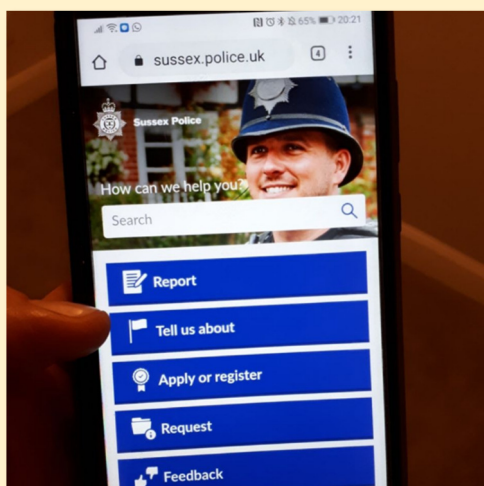 65% 20:21
sussex.police.uk
4
Sussex Police
How can we help you?
Search
Report
Tell us about
Apply or register
Request
Feedback